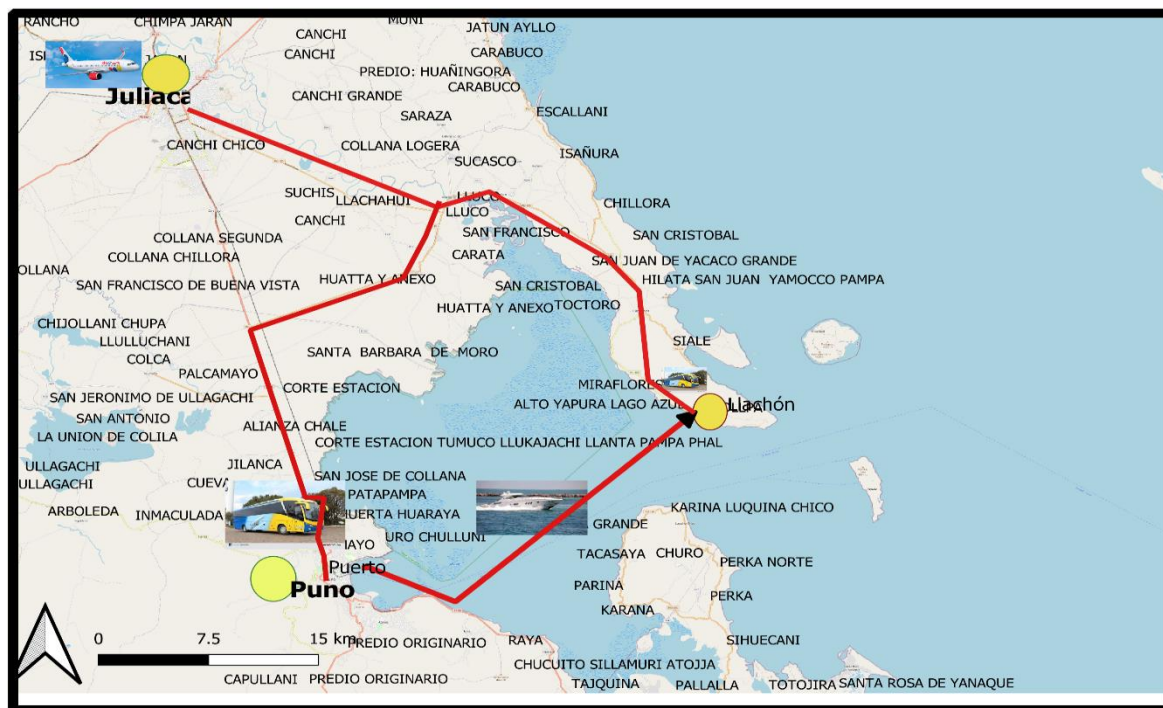 RANCHO
CHIMPA JARAN
MUNI
JATUN AYLLO
CANCHI
CANCHI
CARABUCO
PREDIO: HUAÑINGORA
CARABUCO
Juliaca
CANCHI GRANDE
SARAZA
ESCALLANI
CANCHI CHICO
COLLANA LOGERA
SUCASCO
ISAÑURA
SUCHIS
LLACHAHUI
LLUCO
LLUCO
CHILLORA
CANCHI
SAN FRANCISCO
SAN CRISTOBAL
COLLANA SEGUNDA
CARATA
SAN JUAN DE YACACO GRANDE
COLLANA CHILLORA
OLLANA
HUATTA Y ANEXO
HILATA SAN JUAN
YAMOCCO PAMPA
SAN FRANCISCO DE BUENA VISTA
SAN CRISTOBAL
HUATTA Y ANEXO
TOCTORO
CHIJOLLANI CHUPA
LLULLUCHANI
SIALE
COLCA
SANTA BARBARA DE MORO
PALCAMAYO
CORTE ESTACION
MIRAFLORES
SAN JERONIMO DE ULLAGACHI
ALTO YAPURA LAGO AZUL
Llachón
SAN ANTONIO
ALIANZA CHALE
LA UNION DE COLILA
CORTE ESTACION TUMUCO LLUKAJACHI LLANTA PAMPA PHAL
ULLAGACHI
JILANCA
SAN JOSE DE COLLANA
ULLAGACHI
CUEVA
PATAPAMPA
ARBOLEDA
INMACULADA
HUERTA HUARAYA
GRANDE
KARINA LUQUINA CHICO
URO CHULLUNI
TACASAYA
CHURO
PERKA NORTE
Puerto
Puno
PARINA
PERKA
KARANA
0
7.5
15 km
PREDIO ORIGINARIO
RAYA
SIHUECANI
CHUCUITO SILLAMURI ATOJJA
CAPULLANI
PREDIO ORIGINARIO
TAJQUINA
PALLALLA
TOTOJIRA
SANTA ROSA DE YANAQUE